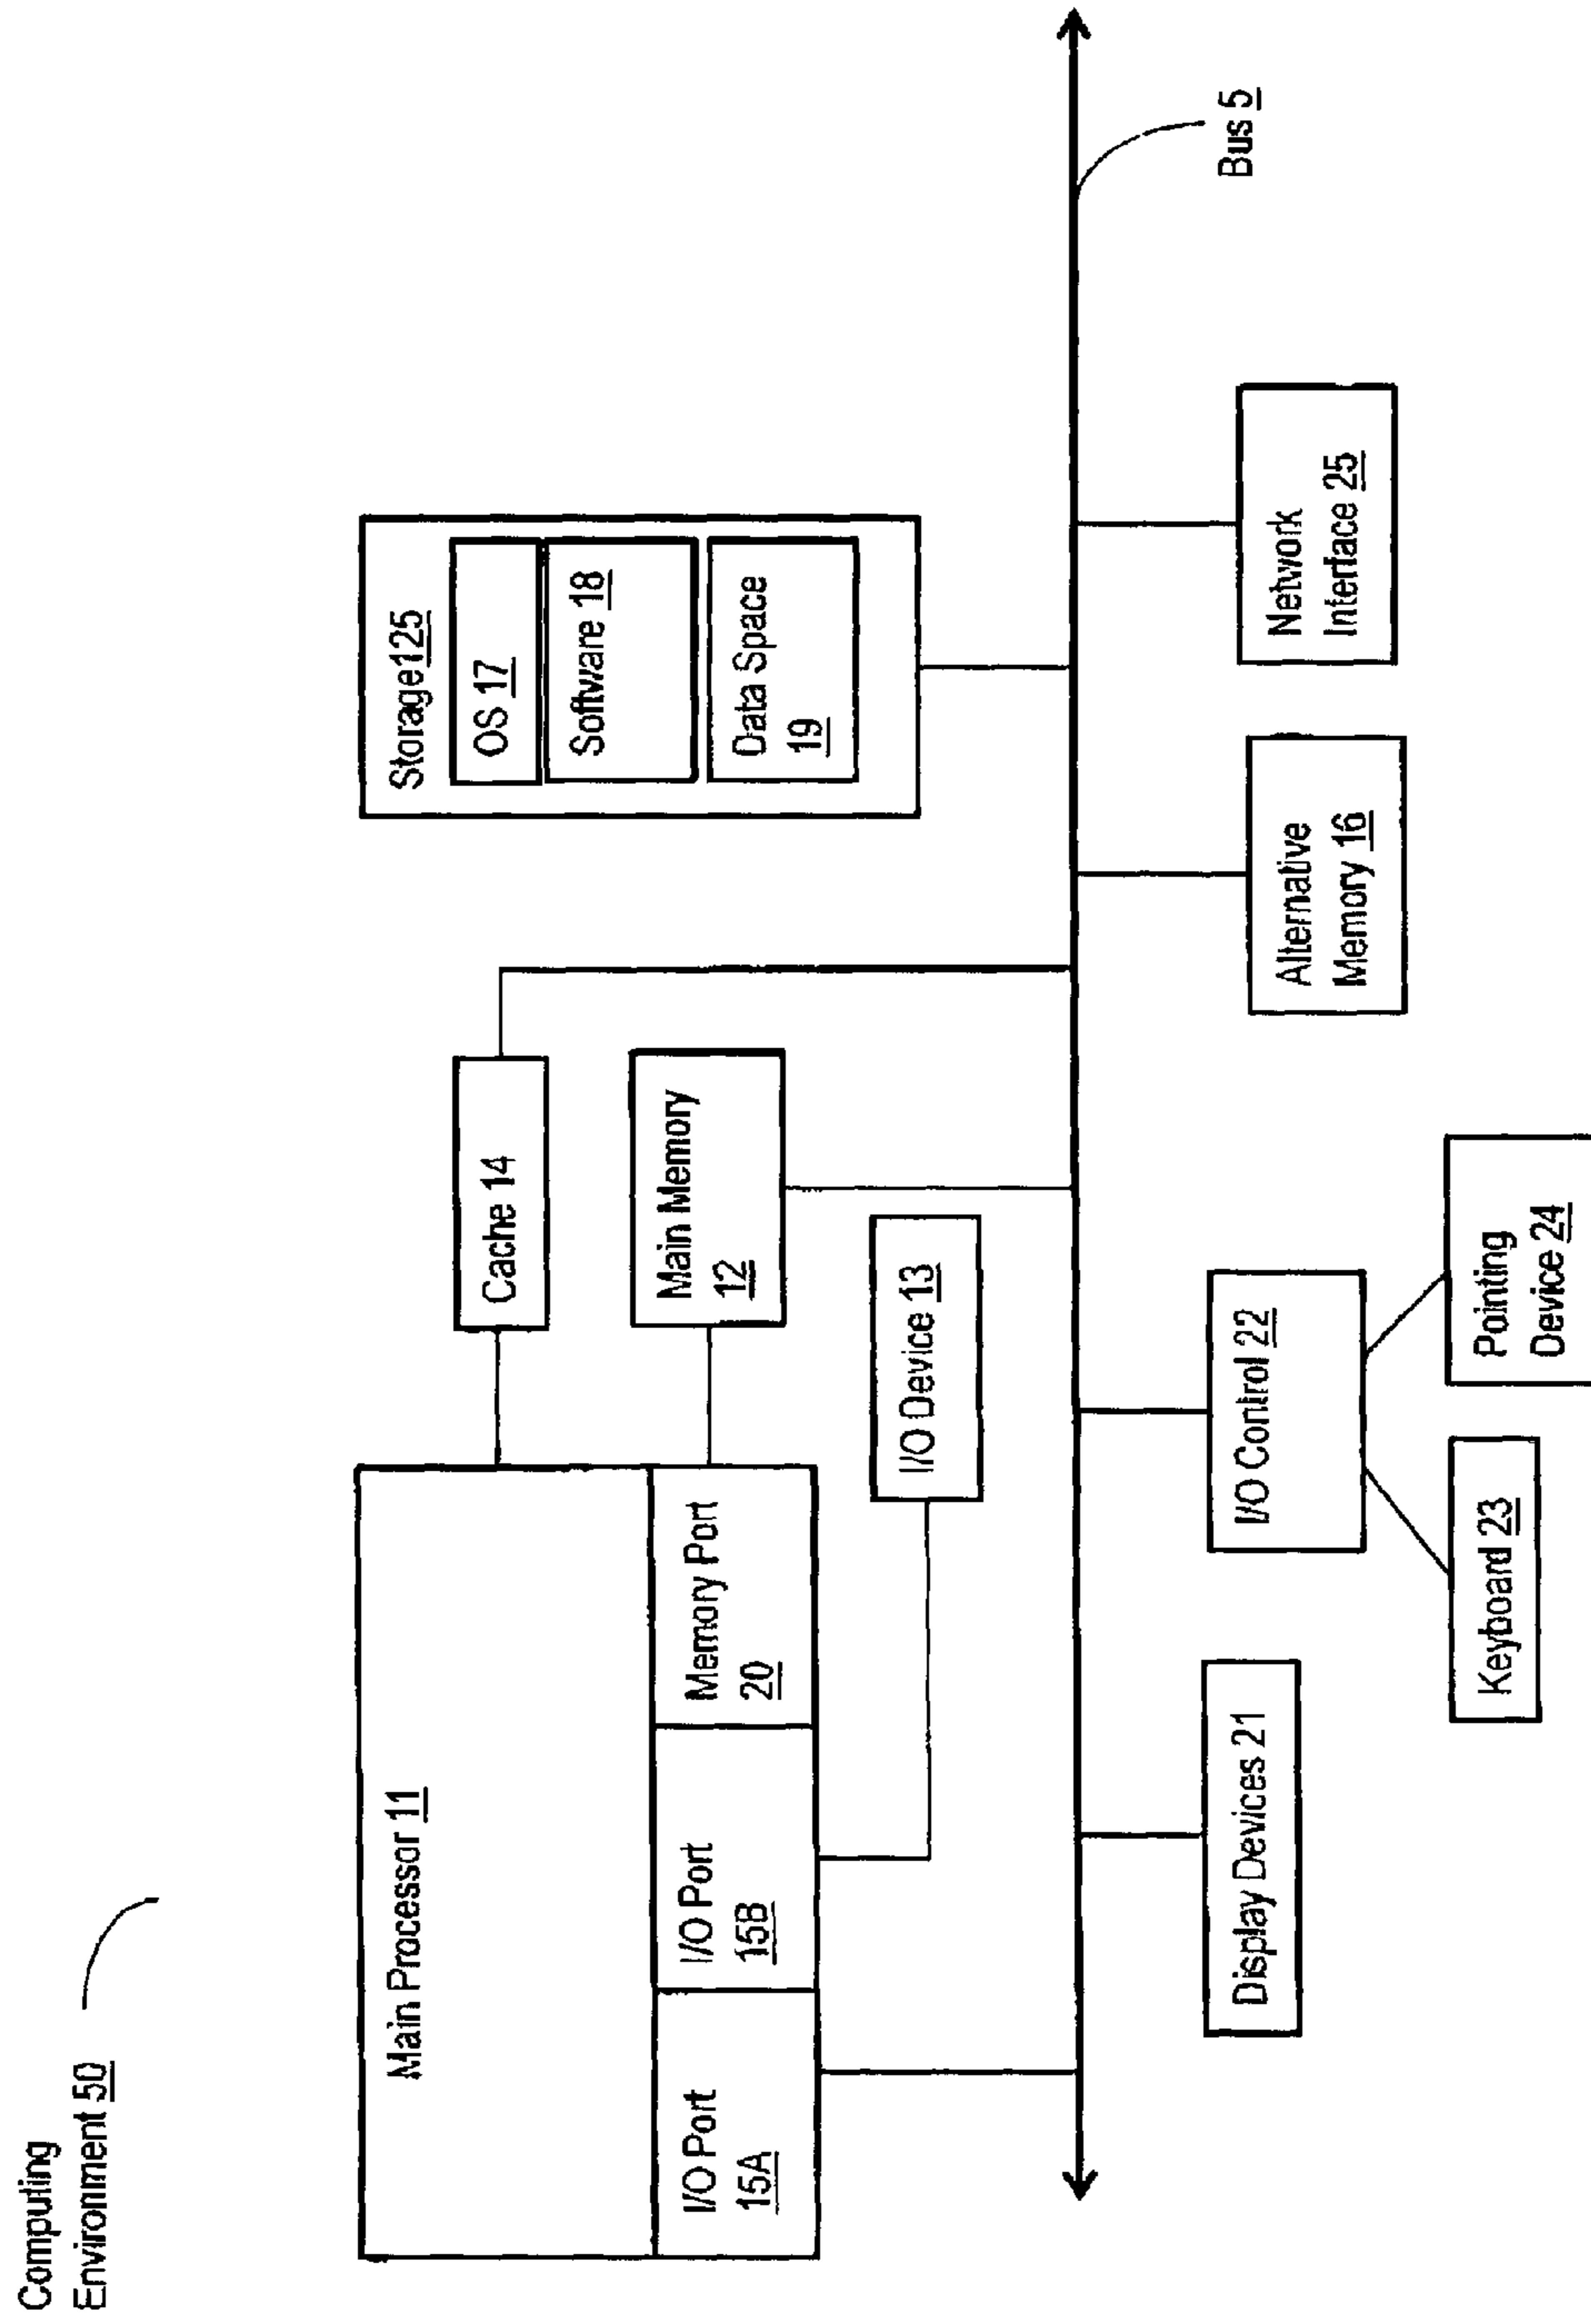 Computing
Environment 50
Main Processor 11
I/O Port
15A
I/O Port
15B
Memory Port
20
Cache 14
Main Memory
12
I/O Device 13
Storage125
OS 17
Software 18
Data Space
19
Bus 5
Display Devices 21
I/O Control 22
Keyboard 23
Pointing
Device 24
Alternative
Memory 16
Network
Interface 25